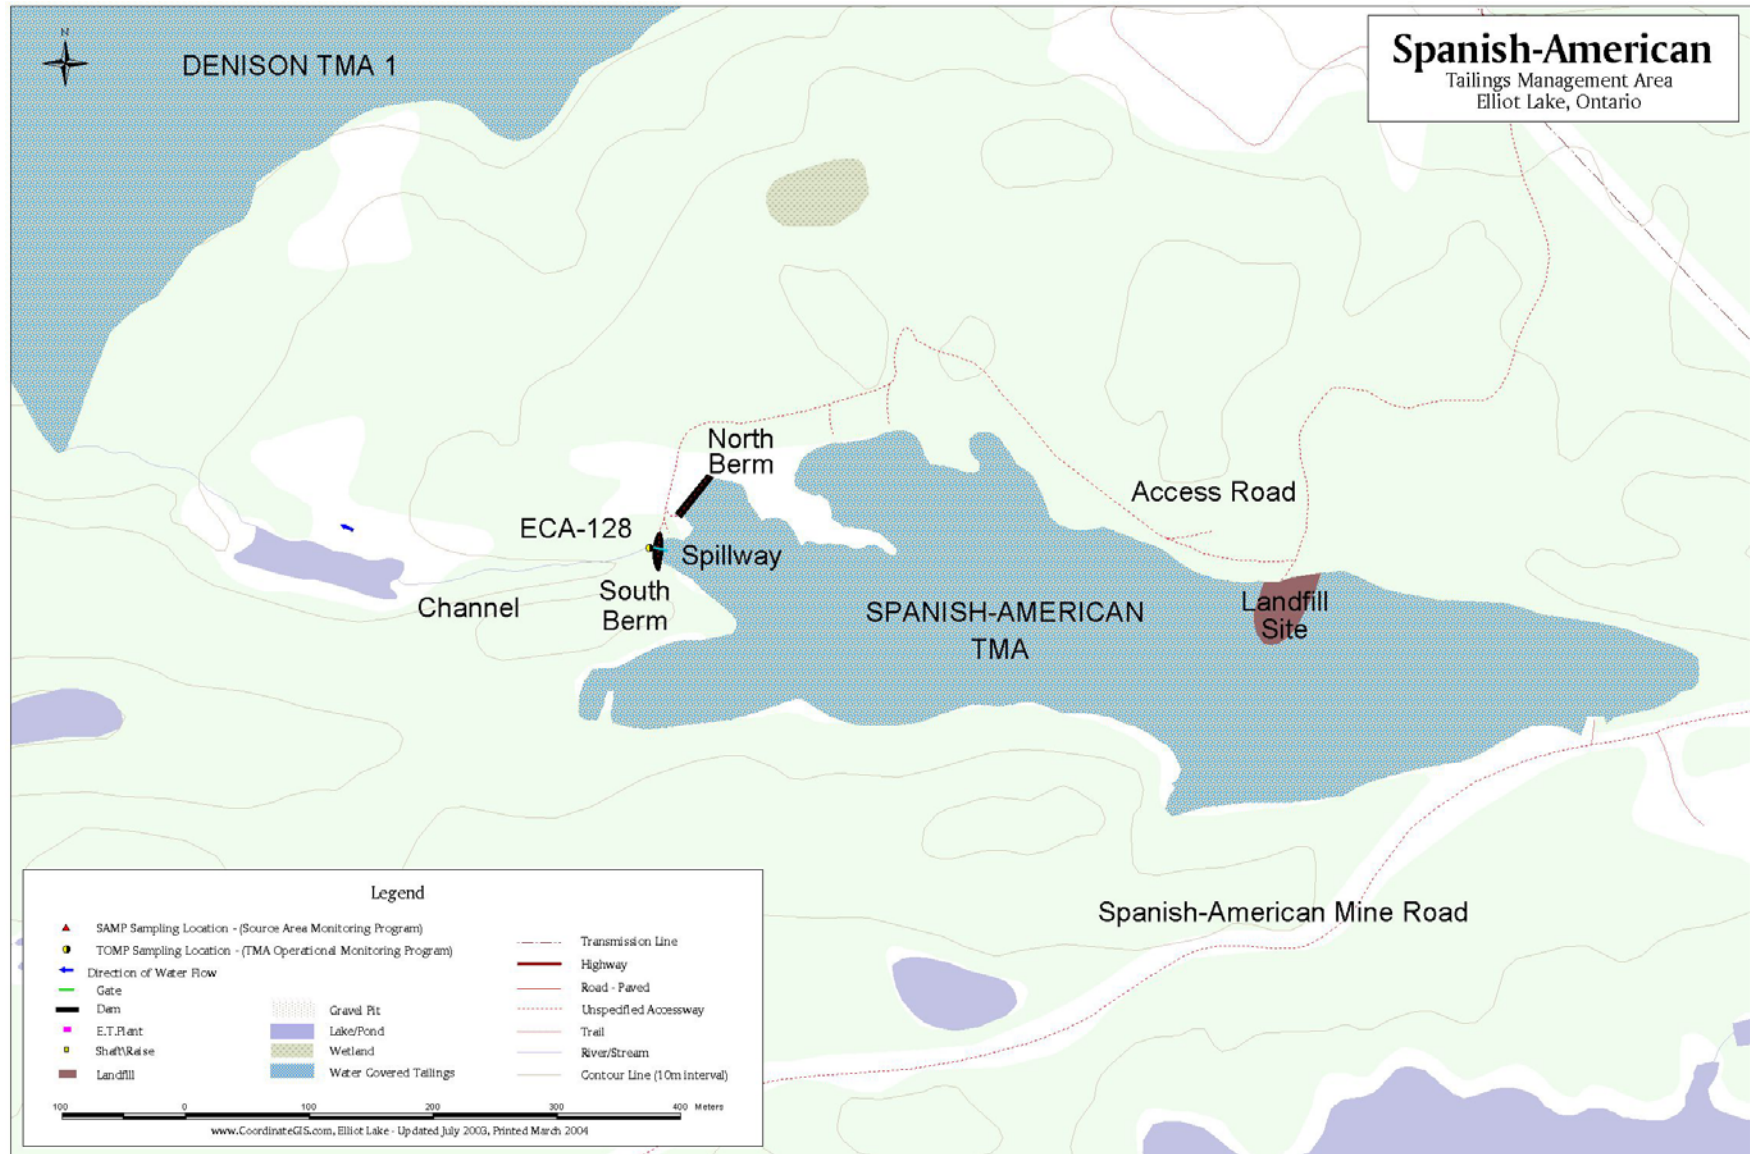 N
DENISON TMA 1
Spanish-American
Tailings Management Area
Elliot Lake, Ontario
North
Berm
Access Road
ECA-128
Spillway
Channel
South
Berm
SPANISH-AMERICAN
TMA
Landfill
Site
Spanish-American Mine Road
Legend
SAMP Sampling Location - (Source Area Monitoring Program)
TOMP Sampling Location - (TMA Operational Monitoring Program)
Direction of Water Flow
Gate
Dam
E.T.Plant
Shaft\Raise
Landfill
Gravel Pit
Lake/Pond
Wetland
Water Covered Tailings
Transmission Line
Highway
Road - Paved
Unspecified Accessway
Trail
River/Stream
Contour Line (10m interval)
100 0 100 200 300 400 Meters
www.CoordinateGIS.com, Elliot Lake - Updated July 2003, Printed March 2004